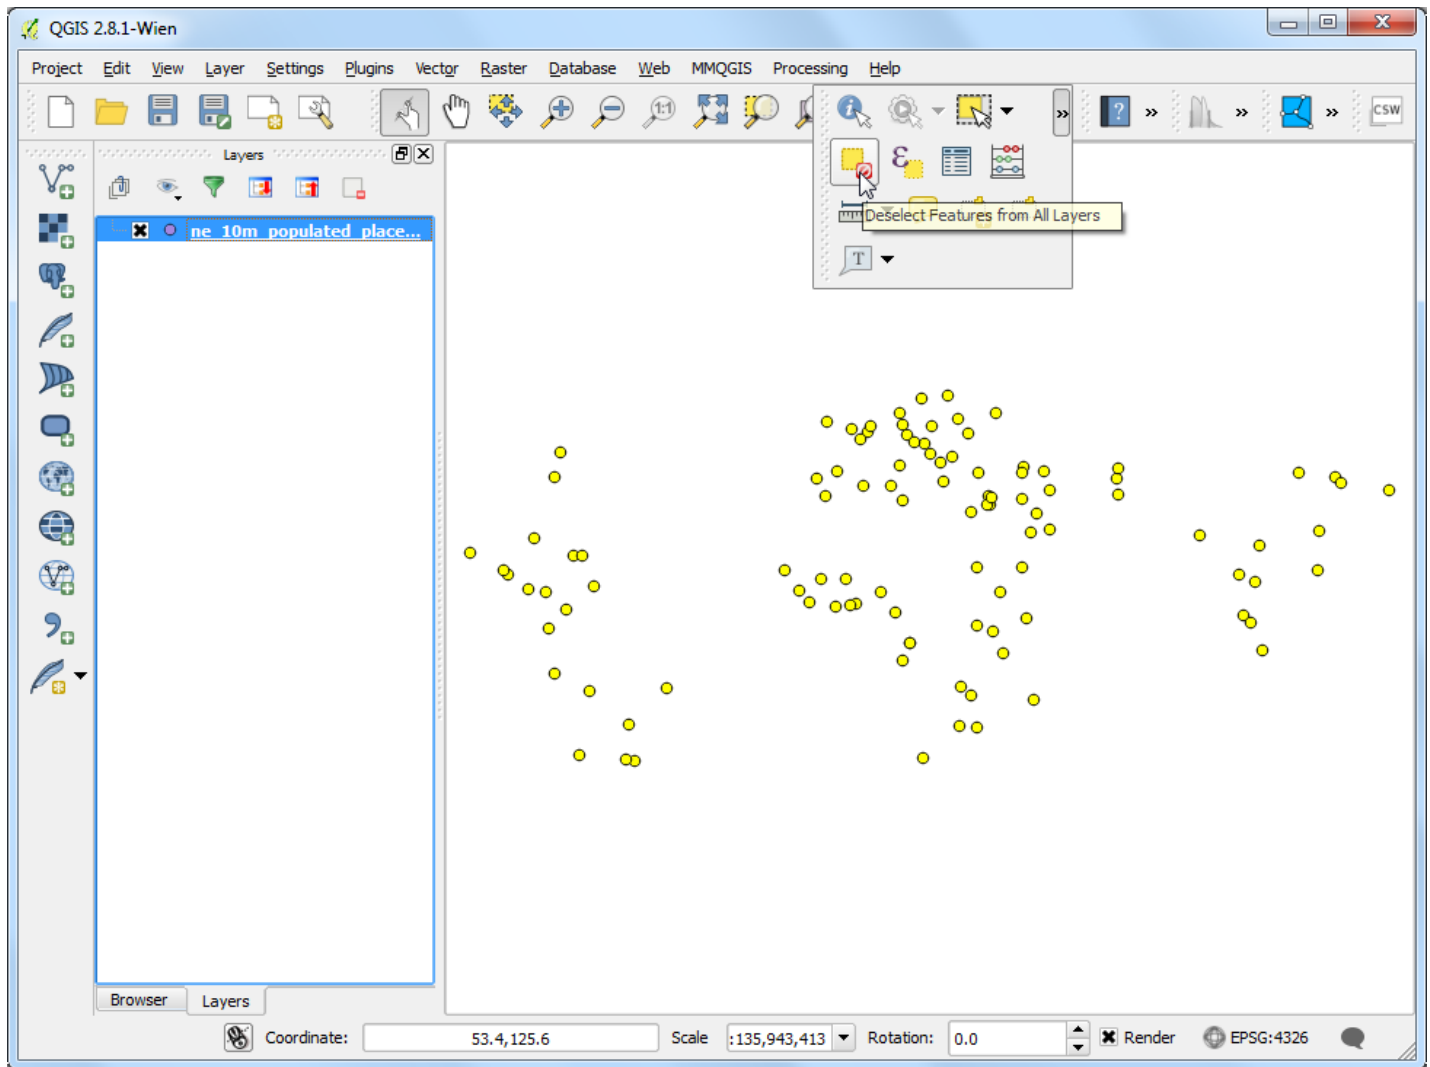 QGIS 2.8.1-Wien
Project Edit View Layer Settings Plugins Vector Raster Database Web MMQGIS Processing Help
1:1
?
CSW
Layers
ε
Deselect Features from All Layers
ne_10m_populated_place...
T
Browser Layers
Coordinate: 53.4,125.6 Scale :135,943,413 Rotation: 0.0 Render EPSG:4326